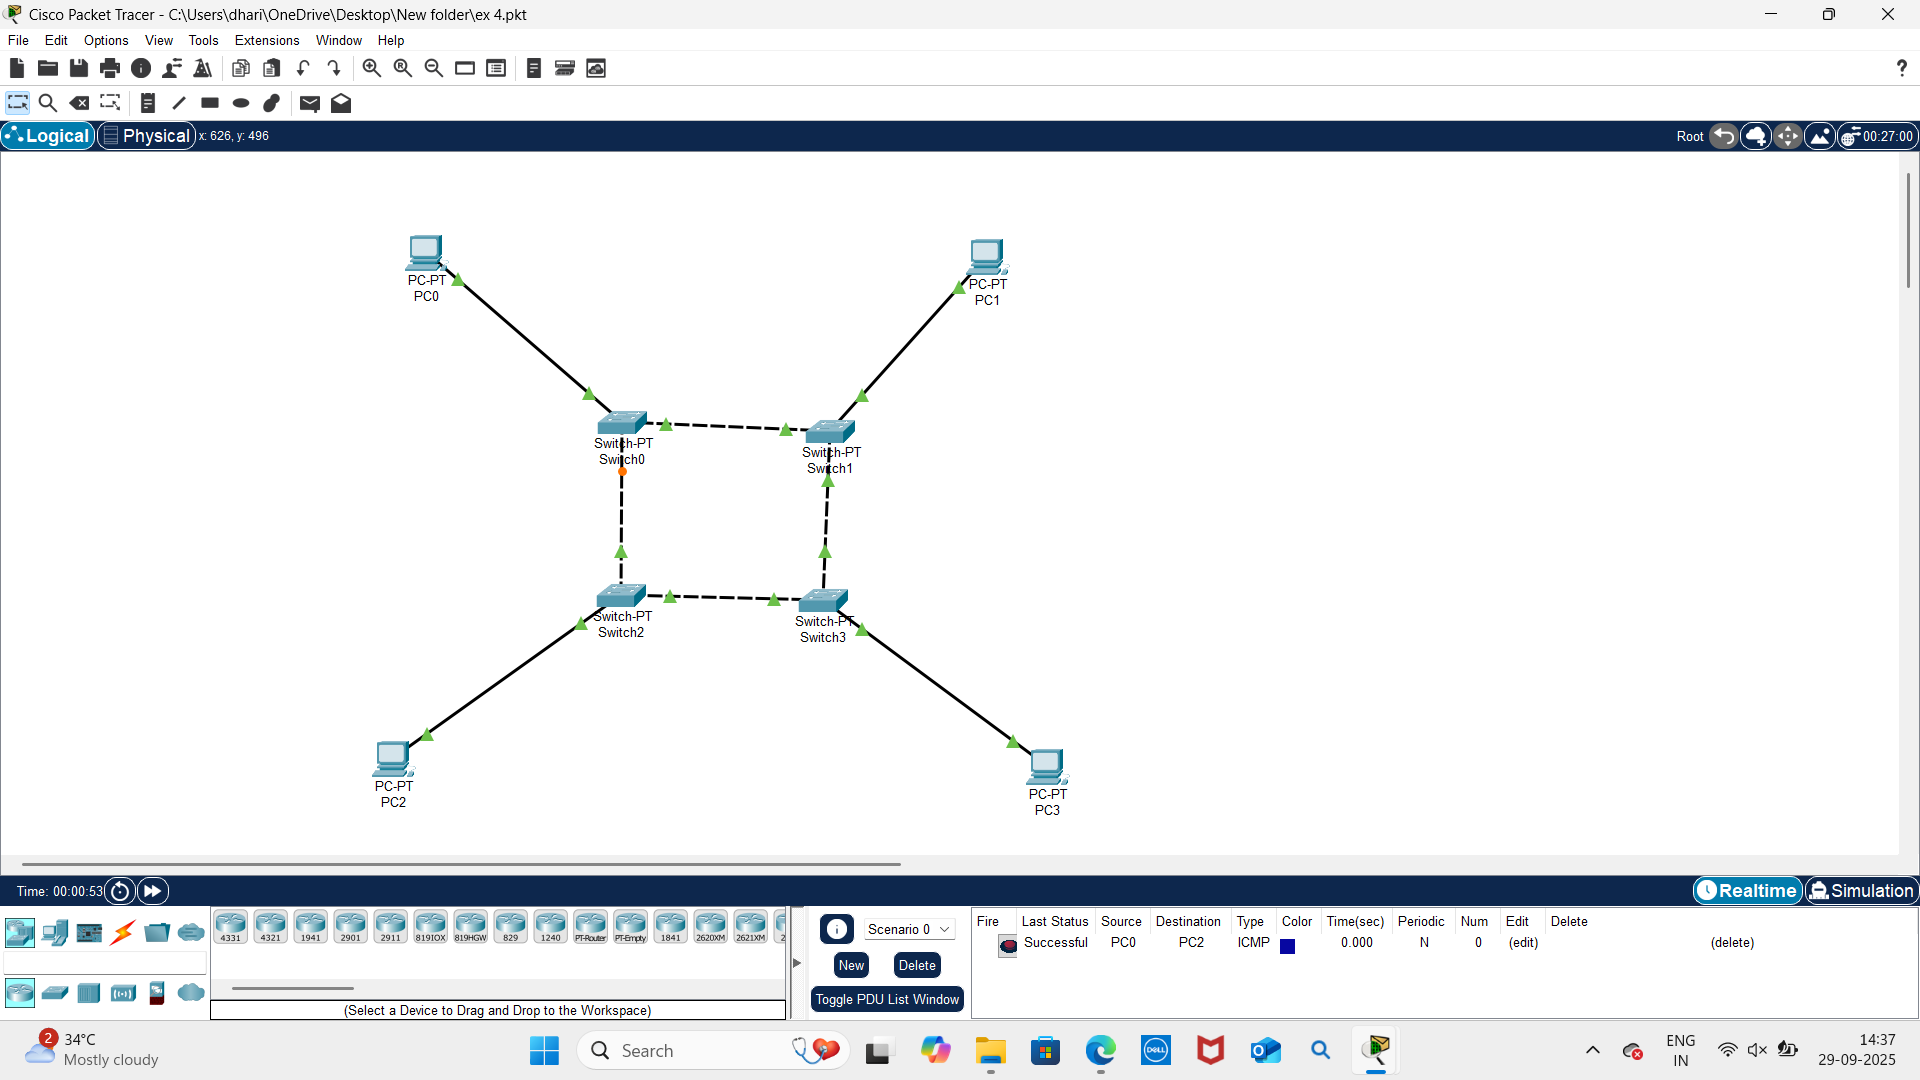 Cisco Packet Tracer - C:\Users\dhari\OneDrive\Desktop\New folder\ex 4.pkt
File Edit Options View Tools Extensions Window Help
Logical Physical x: 626, y: 496 Root 00:27:00
PC-PT
PC0
PC-PT
PC1
Switch-PT
Switch0
Switch-PT
Switch1
Switch-PT
Switch2
Switch-PT
Switch3
PC-PT
PC2
PC-PT
PC3
Time: 00:00:53 Realtime Simulation
4331 4321 1941 2901 2911 819IOX 819HGW 829 1240 PT-Router PT-Empty 1841 2620XM 2621XM
(Select a Device to Drag and Drop to the Workspace)
Scenario 0
New Delete
Toggle PDU List Window
Fire Last Status Source Destination Type Color Time(sec) Periodic Num Edit Delete
Successful PC0 PC2 ICMP 0.000 N 0 (edit) (delete)
2 34°C
Mostly cloudy
Search
DELL
ENG
IN
14:37
29-09-2025